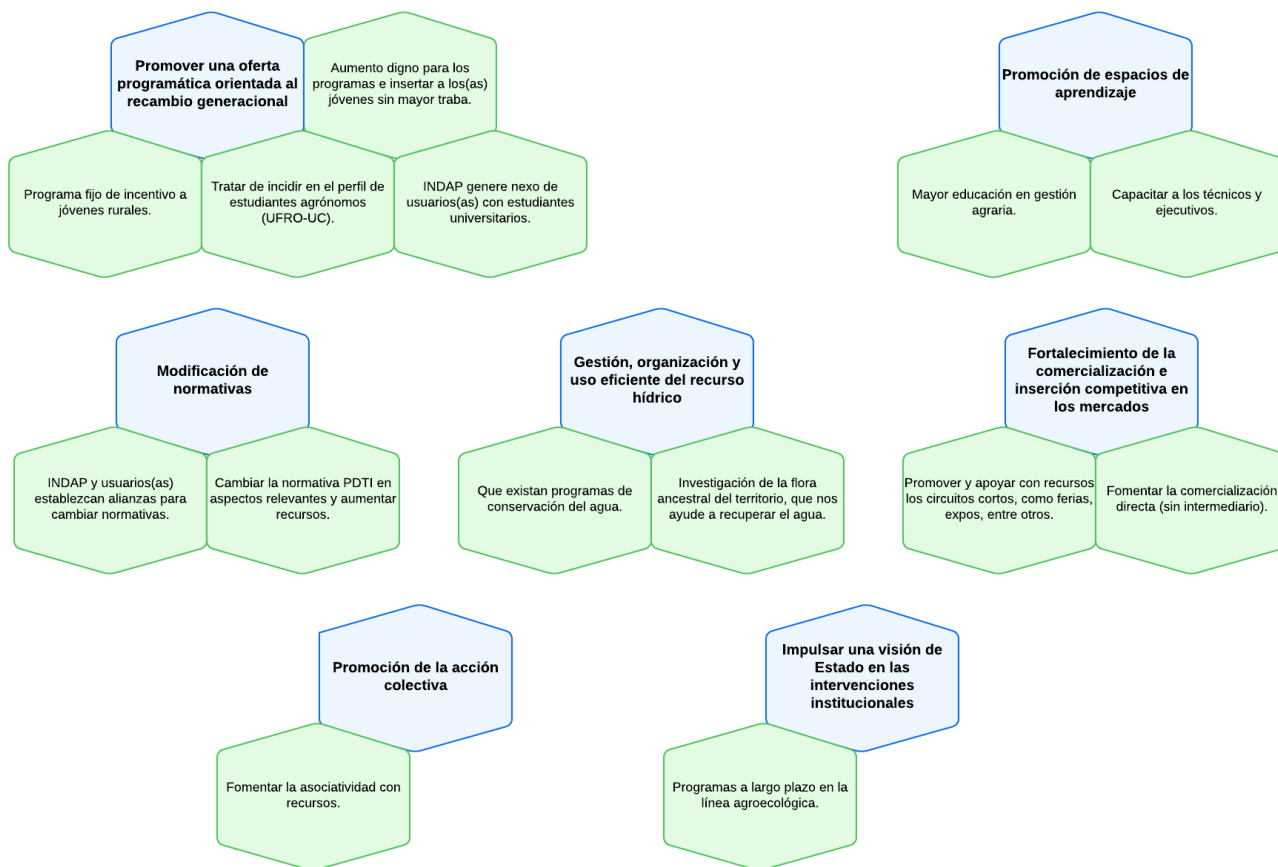 Promover una oferta
programática orientada al
recambio generacional
Aumento digno para los
programas e insertar a los(as)
jóvenes sin mayor traba.
Programa fijo de incentivo a
jóvenes rurales.
Tratar de incidir en el perfil de
estudiantes agrónomos
(UFRO-UC).
INDAP genere nexo de
usuarios(as) con estudiantes
universitarios.
Promoción de espacios de
aprendizaje
Mayor educación en gestión
agraria.
Capacitar a los técnicos y
ejecutivos.
Modificación de
normativas
INDAP y usuarios(as)
establezcan alianzas para
cambiar normativas.
Cambiar la normativa PDTI en
aspectos relevantes y aumentar
recursos.
Gestión, organización y
uso eficiente del recurso
hídrico
Que existan programas de
conservación del agua.
Investigación de la flora
ancestral del territorio, que nos
ayude a recuperar el agua.
Fortalecimiento de la
comercialización e
inserción competitiva en
los mercados
Promover y apoyar con recursos
los circuitos cortos, como ferias,
expos, entre otros.
Fomentar la comercialización
directa (sin intermediario).
Promoción de la acción
colectiva
Fomentar la asociatividad con
recursos.
Impulsar una visión de
Estado en las
intervenciones
institucionales
Programas a largo plazo en la
línea agroecológica.